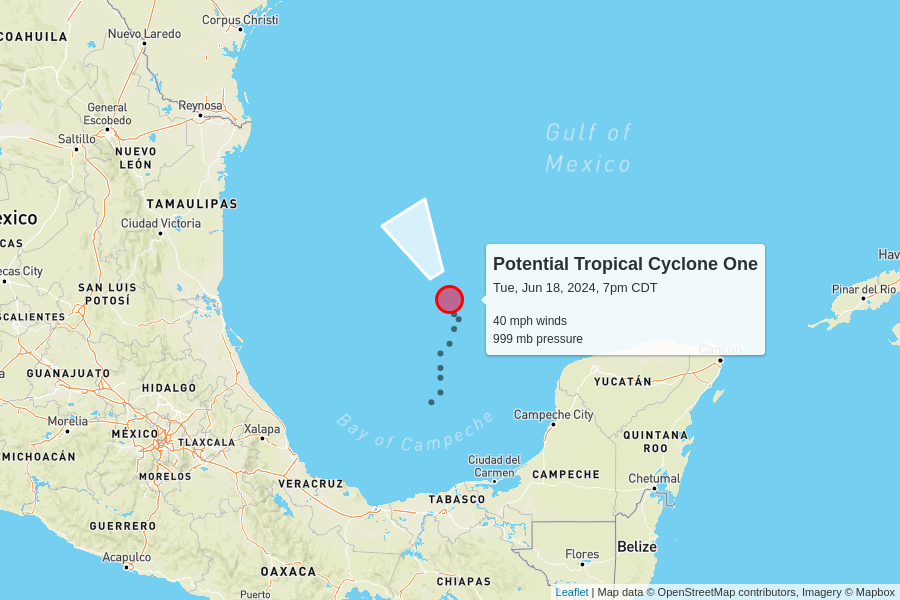 Corpus Christi
Nuevo Laredo
COAHUILA
General
Escobedo
Reynosa
Saltillo
NUEVO
LEÓN
Gulf of
Mexico
TAMAULIPAS
exico
Ciudad Victoria
CAS
ecas City
SAN LUIS
POTOSÍ
SCALIENTES
Potential Tropical Cyclone One
Tue, Jun 18, 2024, 7pm CDT
40 mph winds
999 mb pressure
Hav
Pinar del Rio
Cancún
a
GUANAJUATO
HIDALGO
YUCATÁN
Morelia
MÉXICO
TLAXCALA
Xalapa
Bay of Campeche
Campeche City
QUINTANA
ROO
MICHOACÁN
MORELOS
VERACRUZ
Ciudad del
Carmen
CAMPECHE
Chetumal
TABASCO
GUERRERO
Acapulco
OAXACA
Puerto
CHIAPAS
Flores
Belize
Leaflet | Map data © OpenStreetMap contributors, Imagery © Mapbox